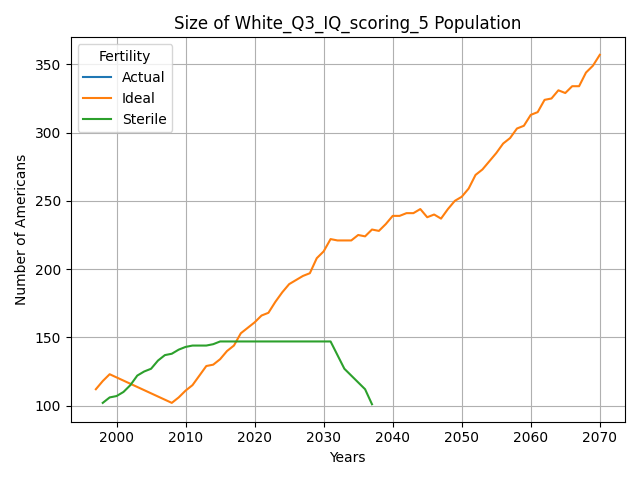 Size of White_Q3_IQ_scoring_5 Population
Fertility
Actual
Ideal
Sterile
Number of Americans
350
300
250
200
150
100
2000 2010 2020 2030 2040 2050 2060 2070
Years